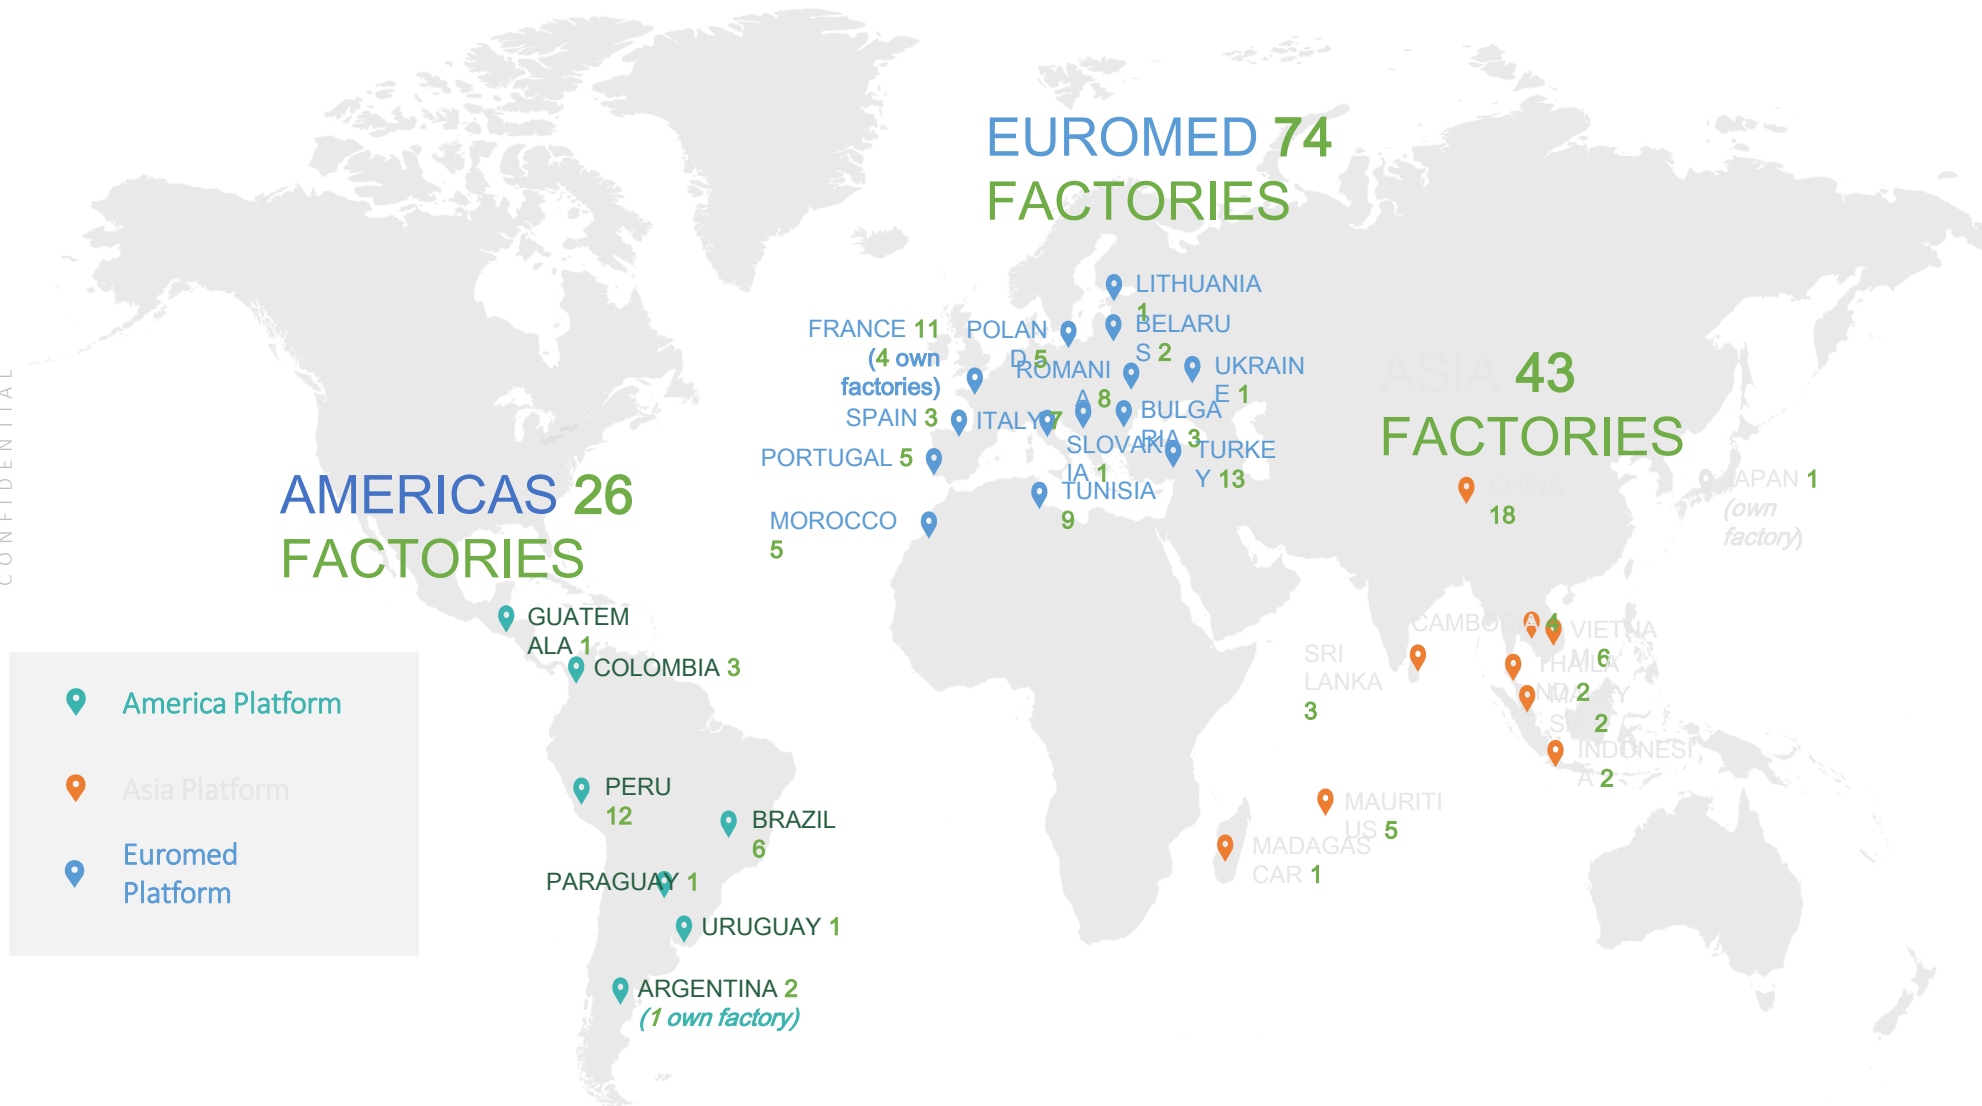 CONFIDENTIAL
EUROMED 74
FACTORIES
LITHUANIA
1
BELARU
S 2
FRANCE 11
(4 own
factories)
POLAN
D 5
ROMANI
A 8
UKRAIN
E 1
SPAIN 3
ITALY 7
BULGA
RIA 3
SLOVAK
IA 1
TURKE
Y 13
PORTUGAL 5
TUNISIA
9
MOROCCO
5
ASIA 43
FACTORIES
CHINA
18
JAPAN 1
(own
factory)
AMERICAS 26
FACTORIES
GUATEM
ALA 1
COLOMBIA 3
PERU
12
BRAZIL
6
PARAGUAY 1
URUGUAY 1
ARGENTINA 2
(1 own factory)
CAMBODIA 4
VIETNA
M 6
SRI
LANKA
3
THAILA
ND 2
MALAY
SIA 2
INDONESI
A 2
MAURITI
US 5
MADAGAS
CAR 1
America Platform
Asia Platform
Euromed
Platform